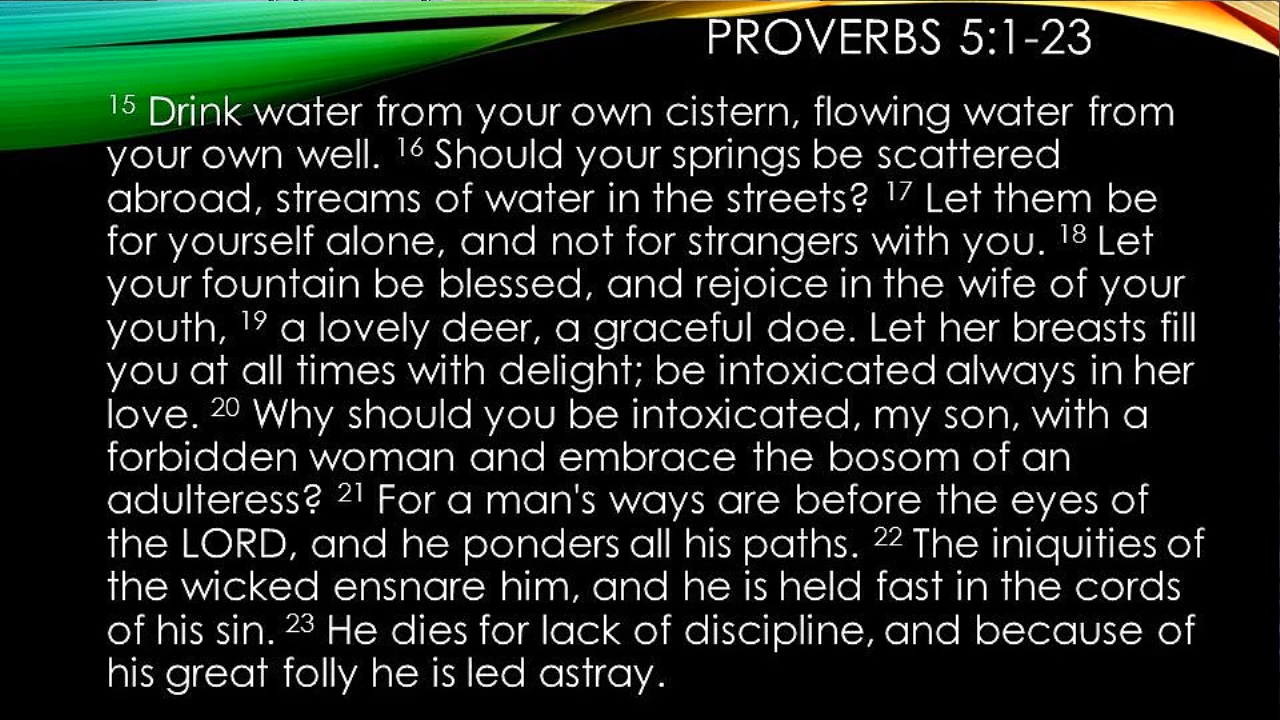 PROVERBS 5:1-23
15 Drink water from your own cistern, flowing water from
your own well. 16 Should your springs be scattered
abroad, streams of water in the streets? 17 Let them be
for yourself alone, and not for strangers with you. 18 Let
your fountain be blessed, and rejoice in the wife of your
youth, 19 a lovely deer, a graceful doe. Let her breasts fill
you at all times with delight; be intoxicated always in her
love. 20 Why should you be intoxicated, my son, with a
forbidden woman and embrace the bosom of an
adulteress? 21 For a man's ways are before the eyes of
the LORD, and he ponders all his paths. 22 The iniquities of
the wicked ensnare him, and he is held fast in the cords
of his sin. 23 He dies for lack of discipline, and because of
his great folly he is led astray.